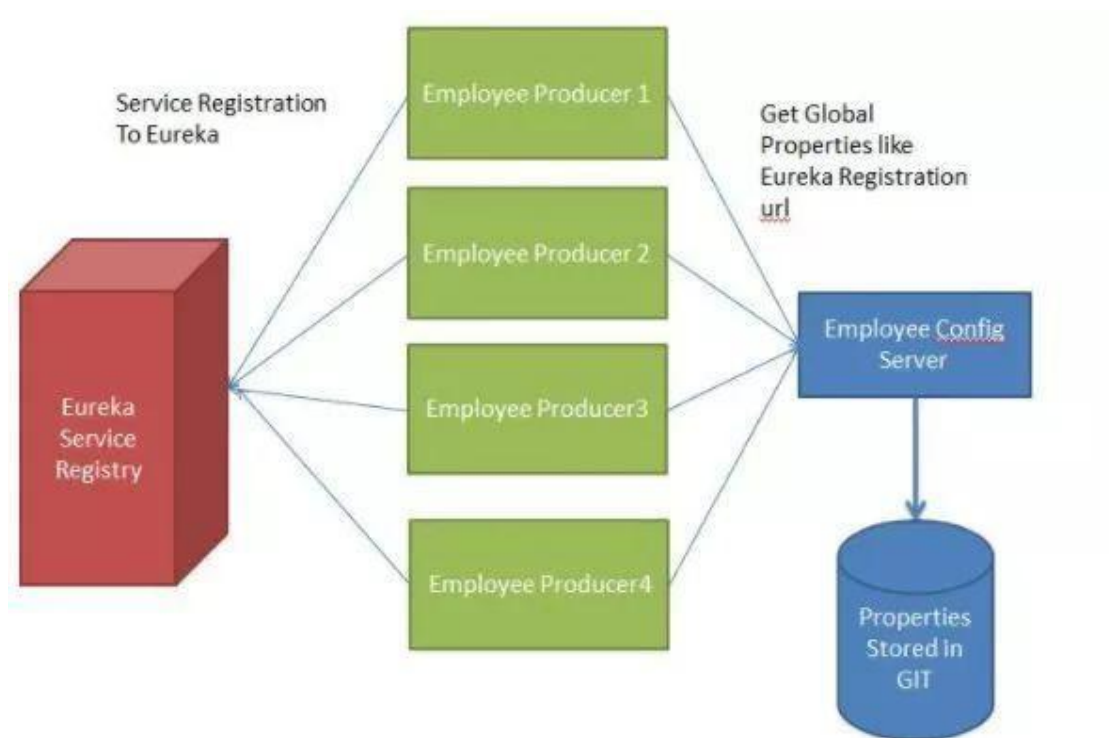 Service Registration
To Eureka
Employee Producer 1
Get Global
Properties like
Eureka Registration
url
Employee Producer 2
Employee Config
Server
Eureka
Service
Registry
Employee Producer3
Employee Producer4
Properties
Stored in
GIT